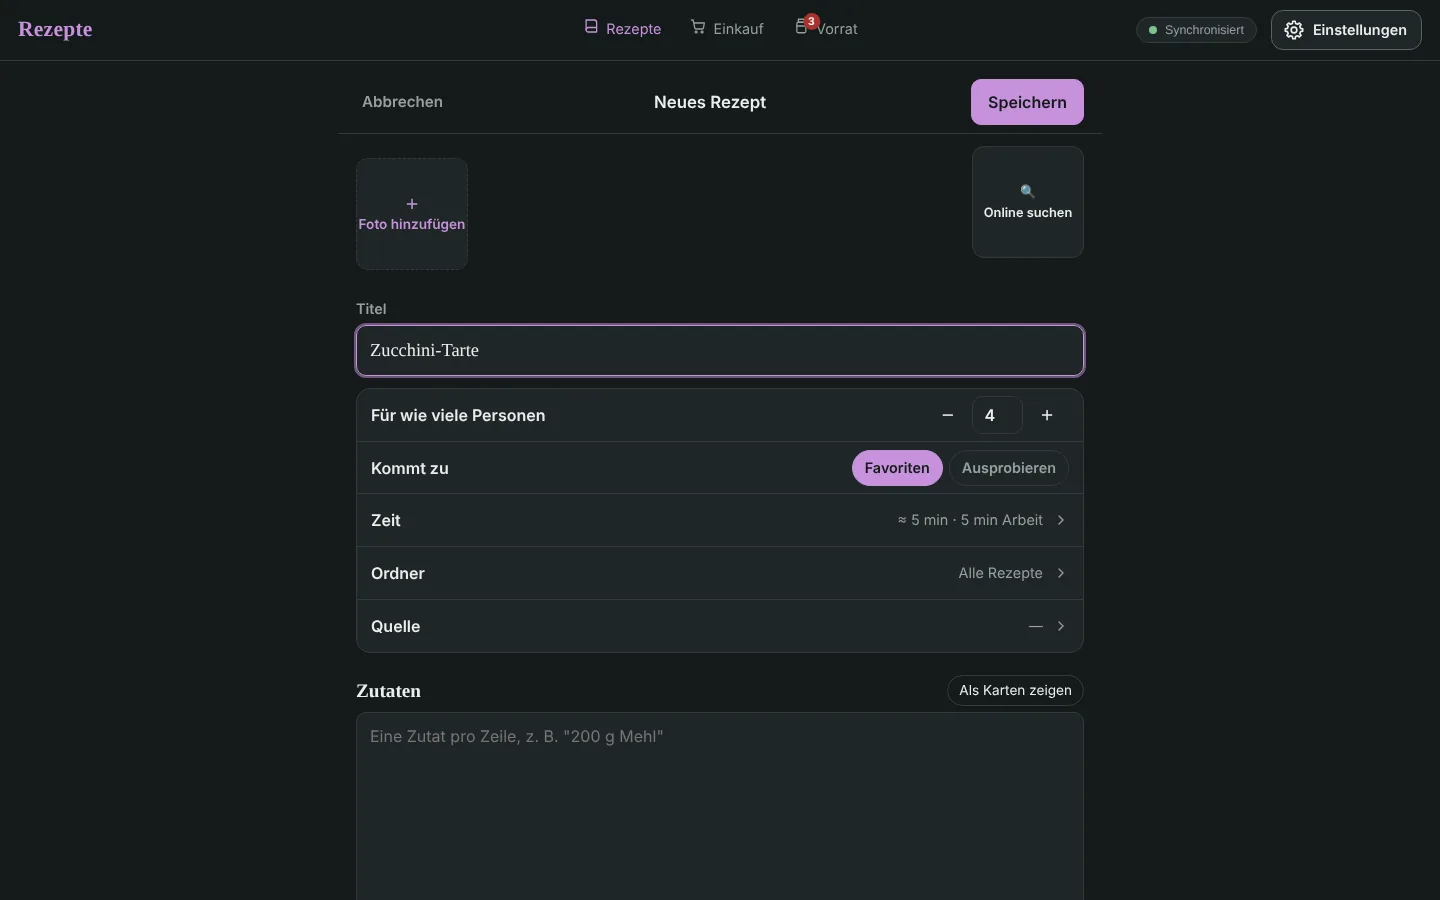 Rezepte
Rezepte
Einkauf
3
Vorrat
Synchronisiert
Einstellungen
Abbrechen
Neues Rezept
Speichern
+
Foto hinzufügen
Online suchen
Titel
Zucchini-Tarte
Für wie viele Personen
− 4 +
Kommt zu
Favoriten
Ausprobieren
Zeit
≈ 5 min · 5 min Arbeit
Ordner
Alle Rezepte
Quelle
—
Zutaten
Als Karten zeigen
Eine Zutat pro Zeile, z. B. "200 g Mehl"